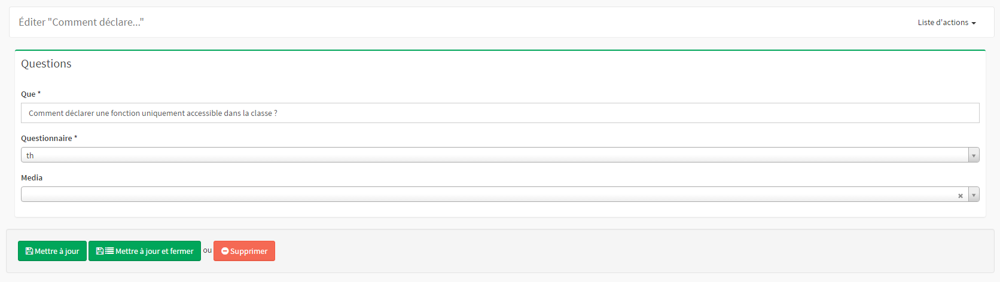 Éditer "Comment déclare..."
Liste d'actions
Questions
Que *
Comment déclarer une fonction uniquement accessible dans la classe ?
Questionnaire *
th
Media
Mettre à jour Mettre à jour et fermer ou Supprimer